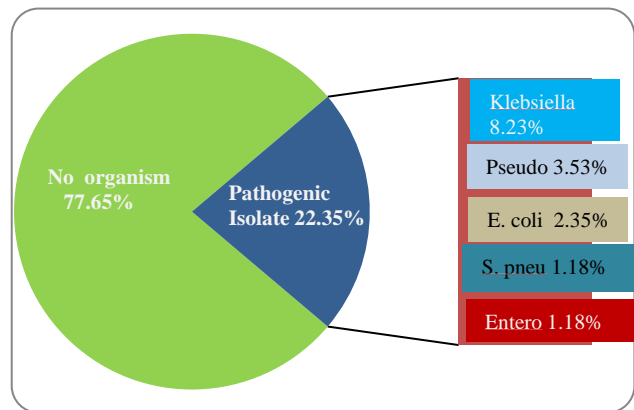 No organism
77.65%
Pathogenic
Isolate 22.35%
Klebsiella
8.23%
Pseudo 3.53%
E. coli 2.35%
S. pneu 1.18%
Entero 1.18%